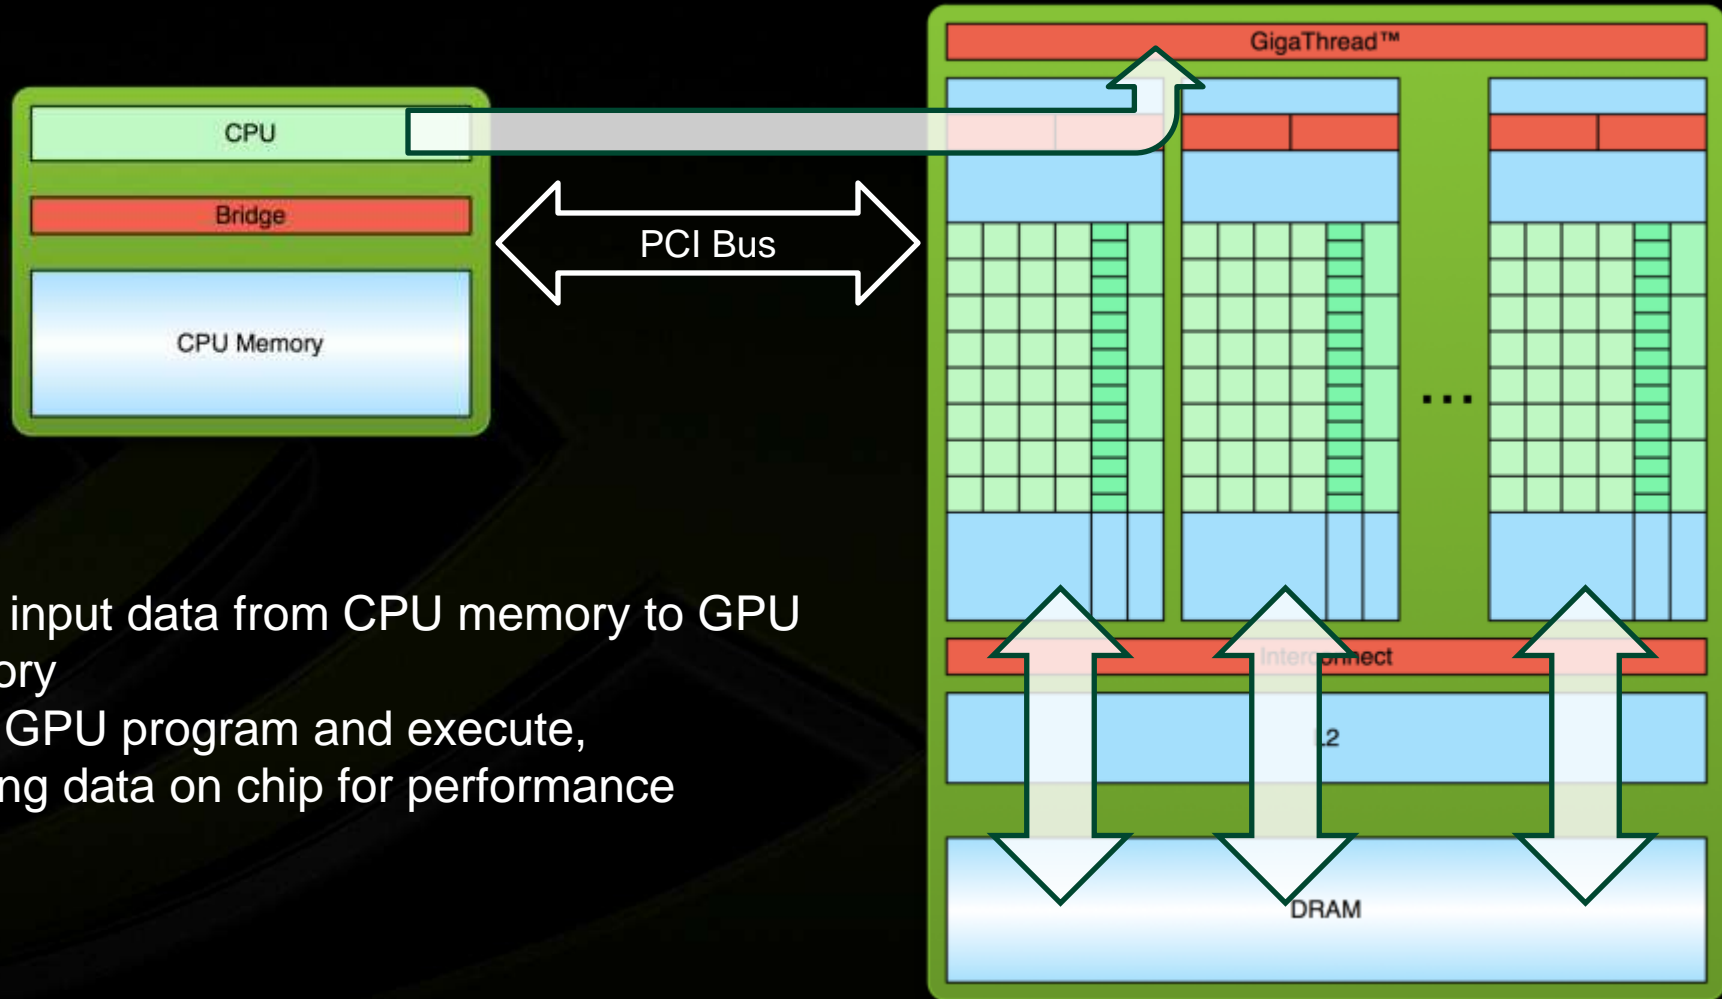 GigaThread™
CPU
Bridge
PCI Bus
CPU Memory
...
input data from CPU memory to GPU
ory
GPU program and execute,
ng data on chip for performance
Interconnect
L2
DRAM